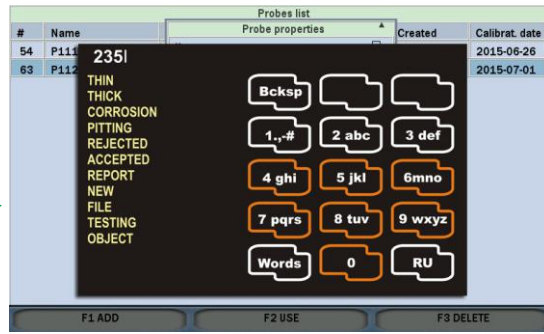 Probes list
# Name Probe properties Created Calibrat. date
54 P111 2015-06-26
63 P112 2015-07-01
235|
THIN
THICK
CORROSION
PITTING
REJECTED
ACCEPTED
REPORT
NEW
FILE
TESTING
OBJECT
Bcksp
1.,-# 2 abc 3 def
4 ghi 5 jkl 6mno
7 pqrs 8 tuv 9 wxyz
Words 0 RU
F1 ADD F2 USE F3 DELETE